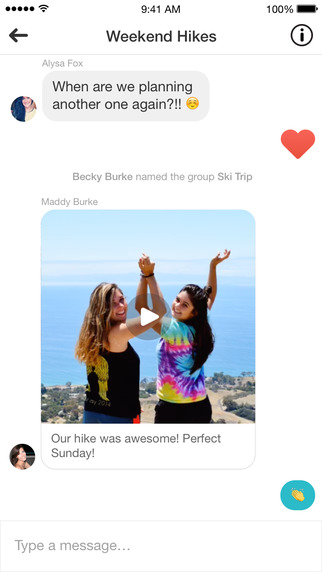 9:41 AM 100%
Weekend Hikes
Alysa Fox
When are we planning
another one again?!! ☺️
Becky Burke named the group Ski Trip
Maddy Burke
Our hike was awesome! Perfect
Sunday!
👏
Type a message…